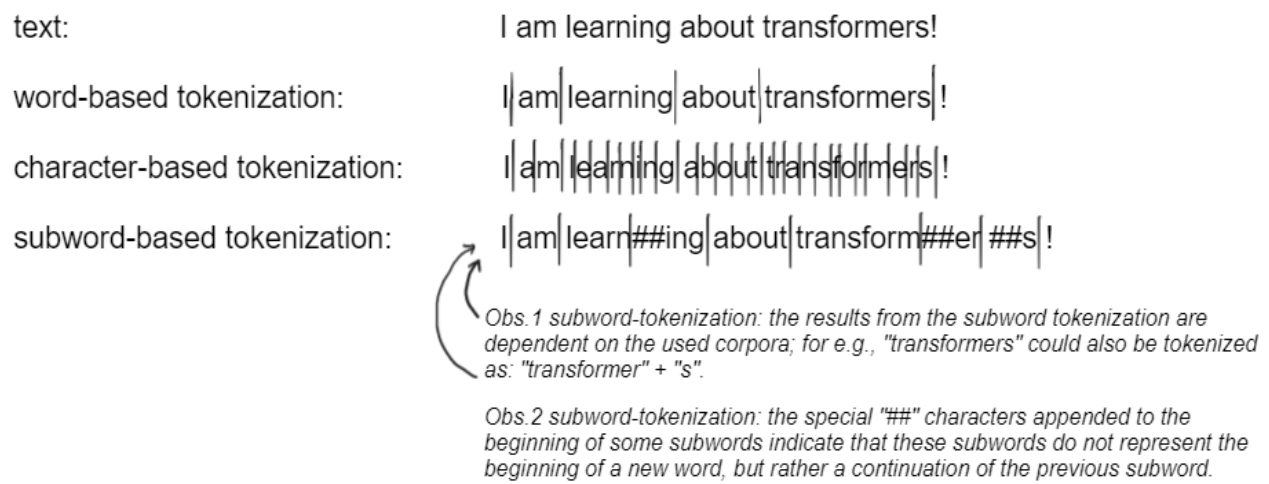 text: I am learning about transformers!
word-based tokenization: I| am| learning| about| transformers| !
character-based tokenization: I| a|m| l|e|a|r|n|i|n|g| a|b|o|u|t| t|r|a|n|s|f|o|r|m|e|r|s| !
subword-based tokenization: I| am| learn|##ing| about| transform|##er| ##s| !
Obs.1 subword-tokenization: the results from the subword tokenization are
dependent on the used corpora; for e.g., "transformers" could also be tokenized
as: "transformer" + "s".
Obs.2 subword-tokenization: the special "##" characters appended to the
beginning of some subwords indicate that these subwords do not represent the
beginning of a new word, but rather a continuation of the previous subword.